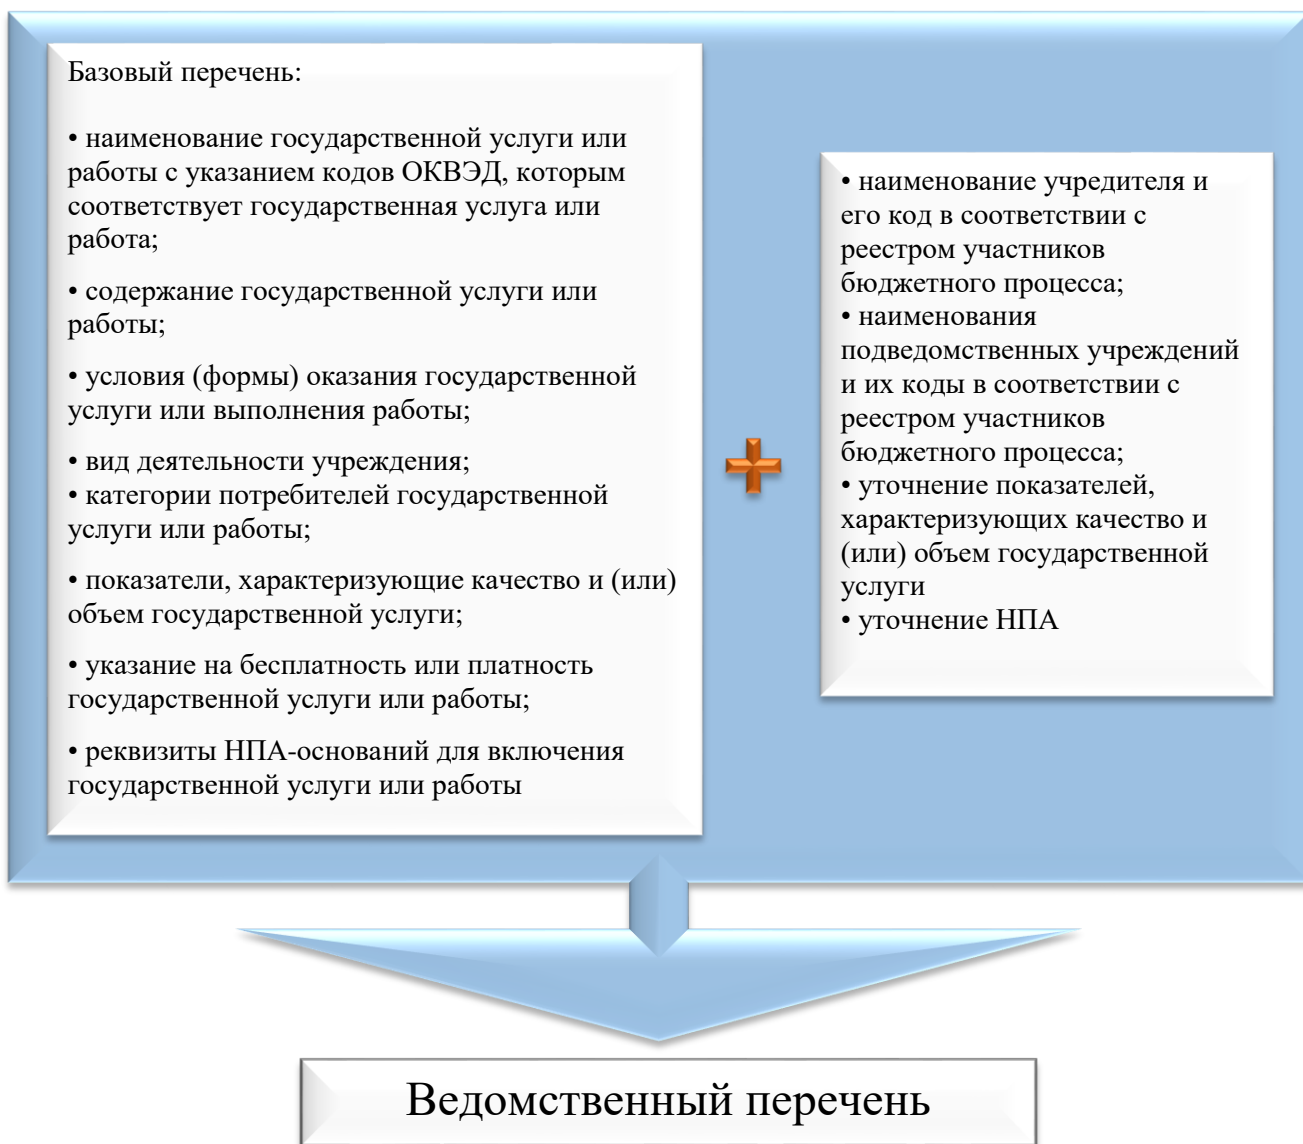 Базовый перечень:
• наименование государственной услуги или
работы с указанием кодов ОКВЭД, которым
соответствует государственная услуга или
работа;
• содержание государственной услуги или
работы;
• условия (формы) оказания государственной
услуги или выполнения работы;
• вид деятельности учреждения;
• категории потребителей государственной
услуги или работы;
• показатели, характеризующие качество и (или)
объем государственной услуги;
• указание на бесплатность или платность
государственной услуги или работы;
• реквизиты НПА-оснований для включения
государственной услуги или работы
• наименование учредителя и
его код в соответствии с
реестром участников
бюджетного процесса;
• наименования
подведомственных учреждений
и их коды в соответствии с
реестром участников
бюджетного процесса;
• уточнение показателей,
характеризующих качество и
(или) объем государственной
услуги
• уточнение НПА
Ведомственный перечень